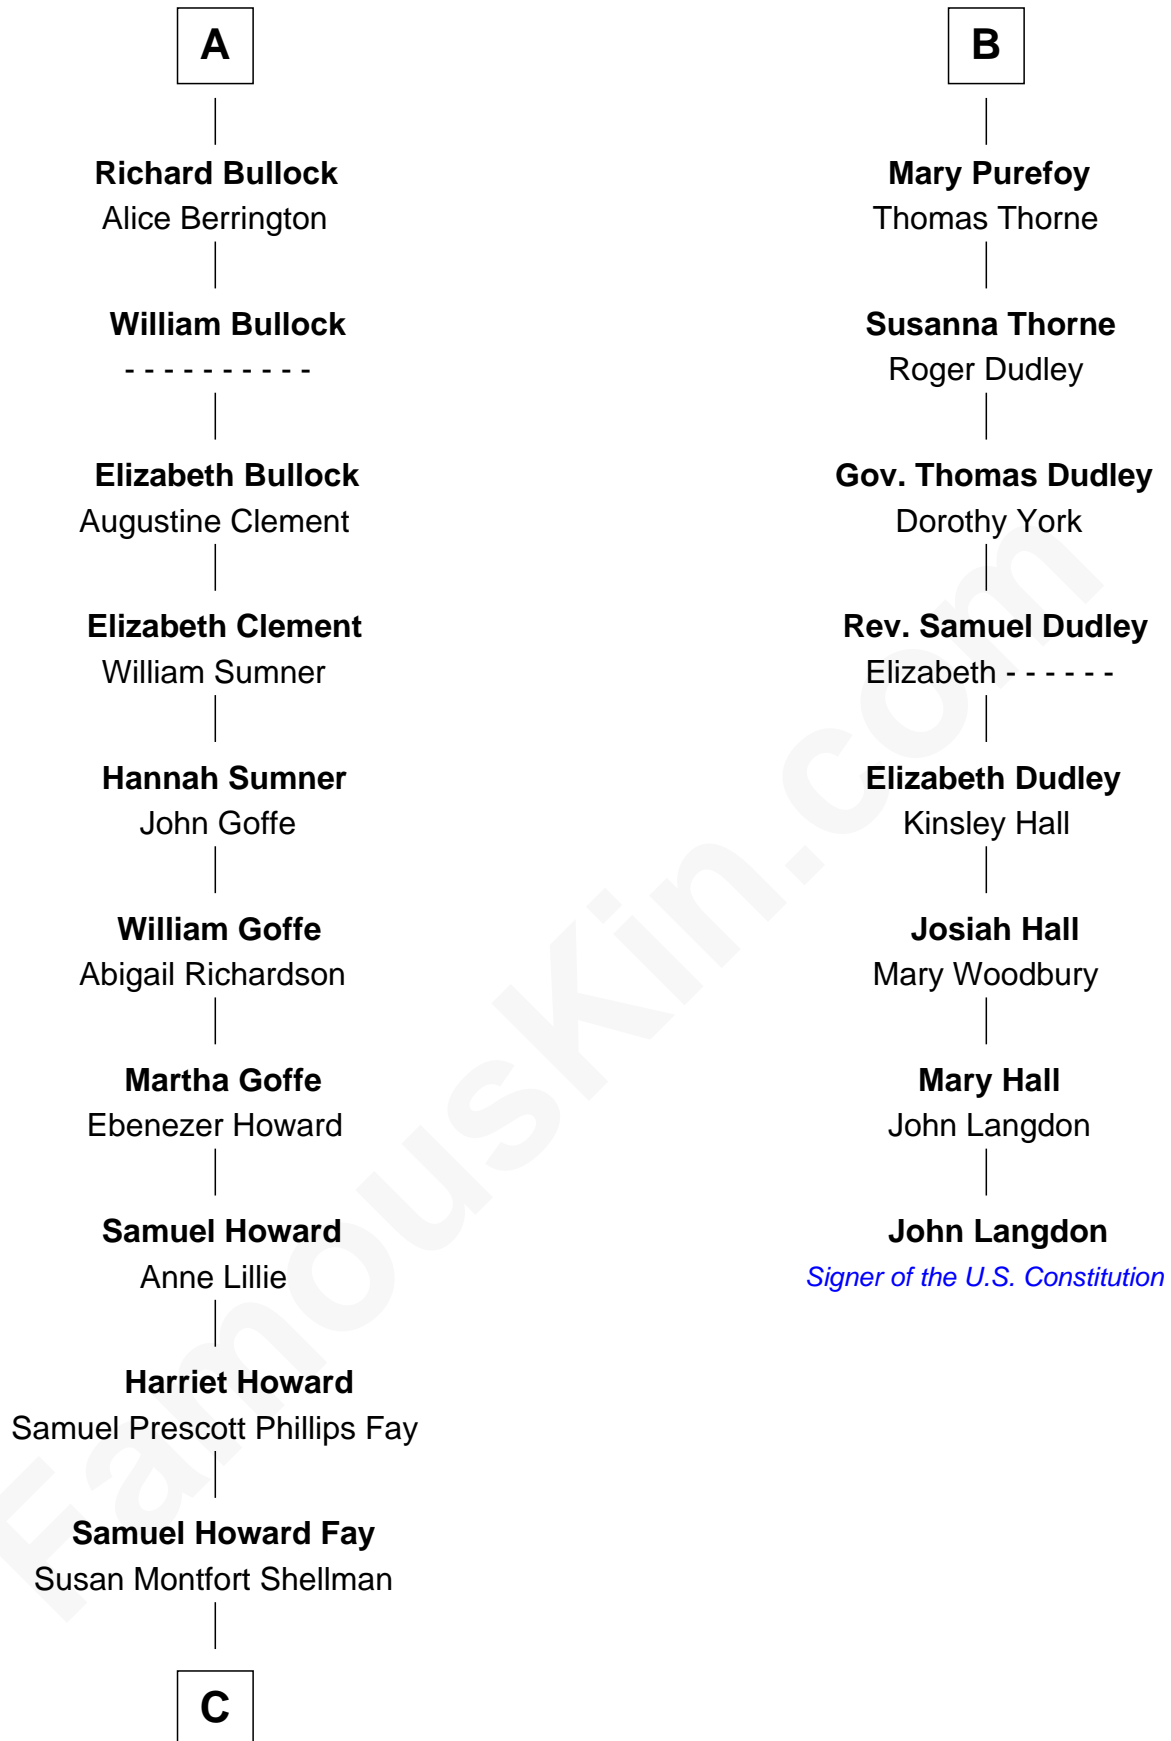 A
Richard Bullock
Alice Berrington
William Bullock
- - - - - - - - - -
Elizabeth Bullock
Augustine Clement
Elizabeth Clement
William Sumner
Hannah Sumner
John Goffe
William Goffe
Abigail Richardson
Martha Goffe
Ebenezer Howard
Samuel Howard
Anne Lillie
Harriet Howard
Samuel Prescott Phillips Fay
Samuel Howard Fay
Susan Montfort Shellman
C
B
Mary Purefoy
Thomas Thorne
Susanna Thorne
Roger Dudley
Gov. Thomas Dudley
Dorothy York
Rev. Samuel Dudley
Elizabeth - - - - - -
Elizabeth Dudley
Kinsley Hall
Josiah Hall
Mary Woodbury
Mary Hall
John Langdon
John Langdon
Signer of the U.S. Constitution
FamousKin.com